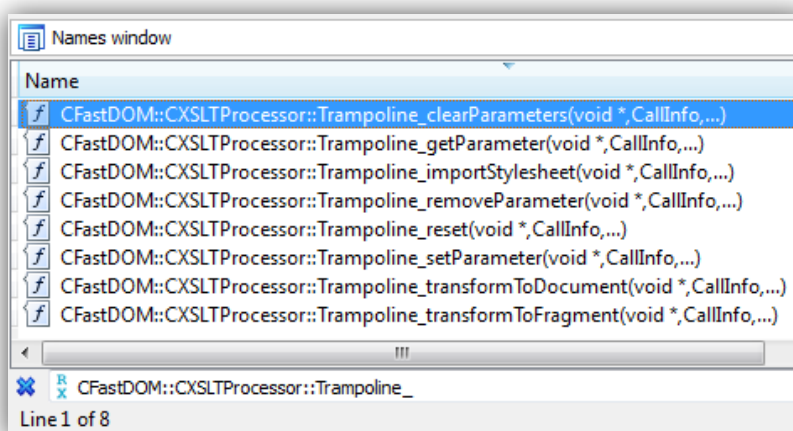 Names window
Name
f CFastDOM::CXSLTProcessor::Trampoline_clearParameters(void *,CallInfo,...)
f CFastDOM::CXSLTProcessor::Trampoline_getParameter(void *,CallInfo,...)
f CFastDOM::CXSLTProcessor::Trampoline_importStylesheet(void *,CallInfo,...)
f CFastDOM::CXSLTProcessor::Trampoline_removeParameter(void *,CallInfo,...)
f CFastDOM::CXSLTProcessor::Trampoline_reset(void *,CallInfo,...)
f CFastDOM::CXSLTProcessor::Trampoline_setParameter(void *,CallInfo,...)
f CFastDOM::CXSLTProcessor::Trampoline_transformToDocument(void *,CallInfo,...)
f CFastDOM::CXSLTProcessor::Trampoline_transformToFragment(void *,CallInfo,...)
RX CFastDOM::CXSLTProcessor::Trampoline_
Line 1 of 8